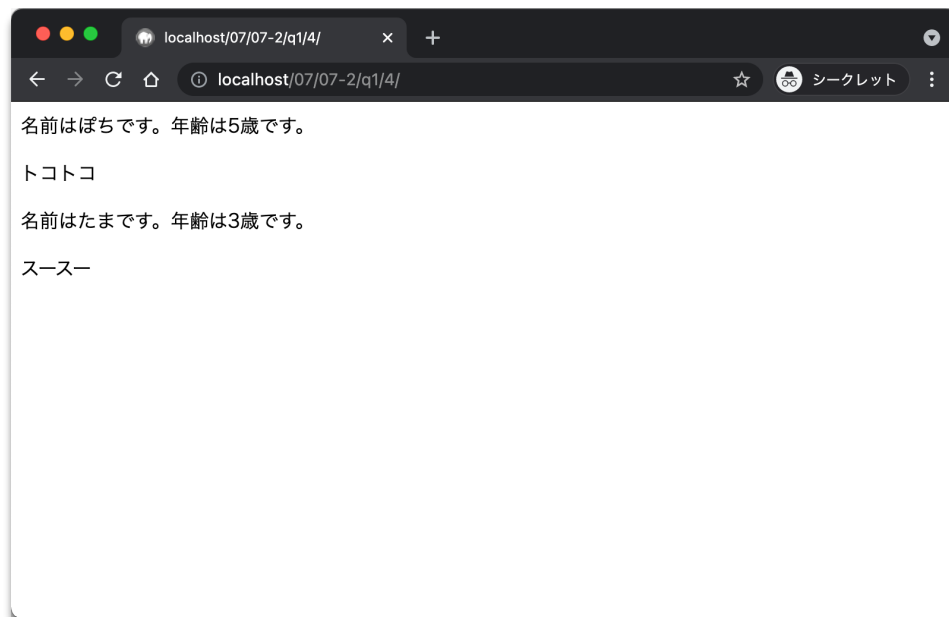 localhost/07/07-2/q1/4/
localhost/07/07-2/q1/4/
シークレット
名前はぽちです。年齢は5歳です。
トコトコ
名前はたまです。年齢は3歳です。
スースー